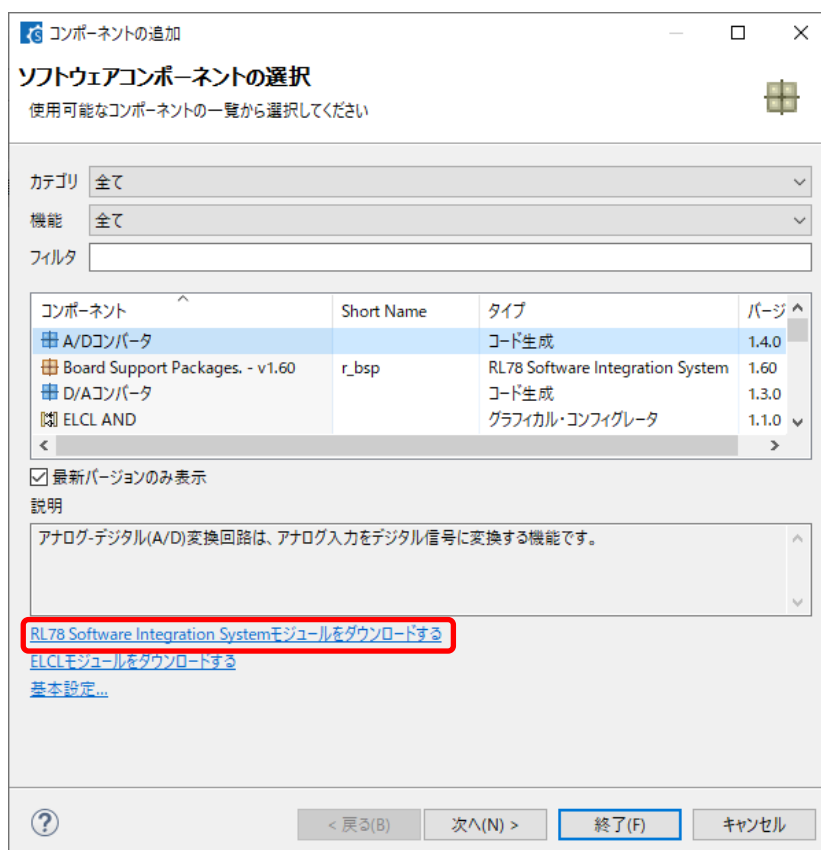 コンポーネントの追加
ソフトウェアコンポーネントの選択
使用可能なコンポーネントの一覧から選択してください
カテゴリ 全て
機能 全て
フィルタ
コンポーネント Short Name タイプ バージ
A/Dコンバータ コード生成 1.4.0
Board Support Packages. - v1.60 r_bsp RL78 Software Integration System 1.60
D/Aコンバータ コード生成 1.3.0
ELCL AND グラフィカル・コンフィグレータ 1.1.0
最新バージョンのみ表示
説明
アナログ-デジタル(A/D)変換回路は、アナログ入力をデジタル信号に変換する機能です。
RL78 Software Integration Systemモジュールをダウンロードする
ELCLモジュールをダウンロードする
基本設定...
< 戻る(B) 次へ(N) > 終了(F) キャンセル